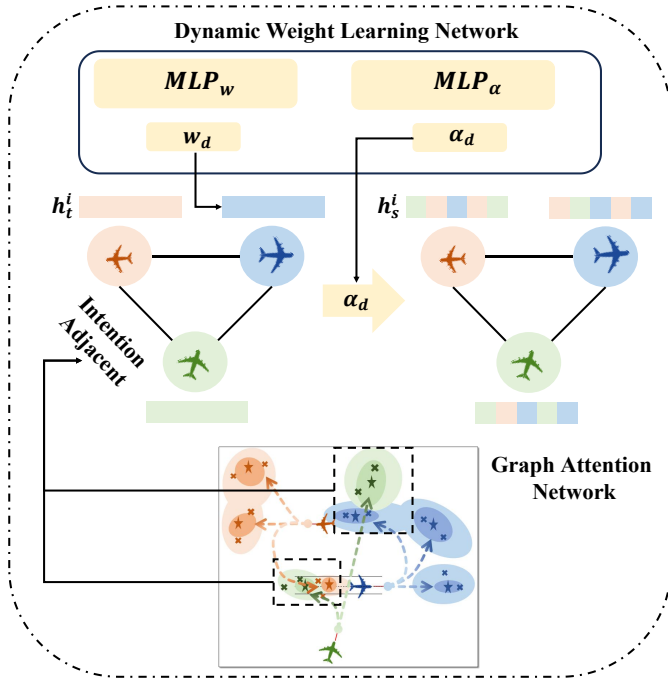 Dynamic Weight Learning Network
MLP_w MLP_α
w_d α_d
h_t^i h_s^i
α_d
Intention
Adjacent
Graph Attention
Network